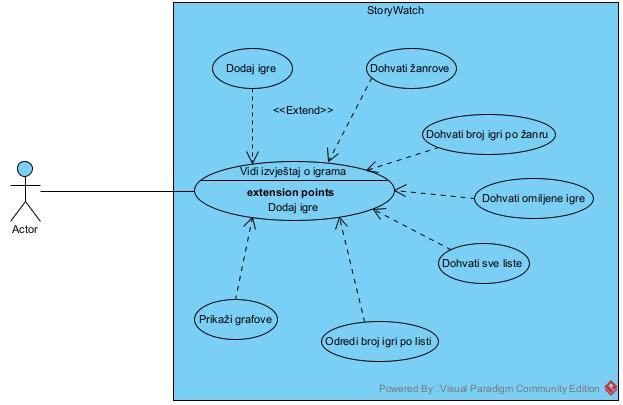 StoryWatch
Dodaj igre
Dohvati žanrove
<<Extend>>
Dohvati broj igri po žanru
Vidi izvještaj o igrama
extension points
Dodaj igre
Dohvati omiljene igre
Actor
Dohvati sve liste
Prikaži grafove
Odredi broj igri po listi
Powered By: Visual Paradigm Community Edition